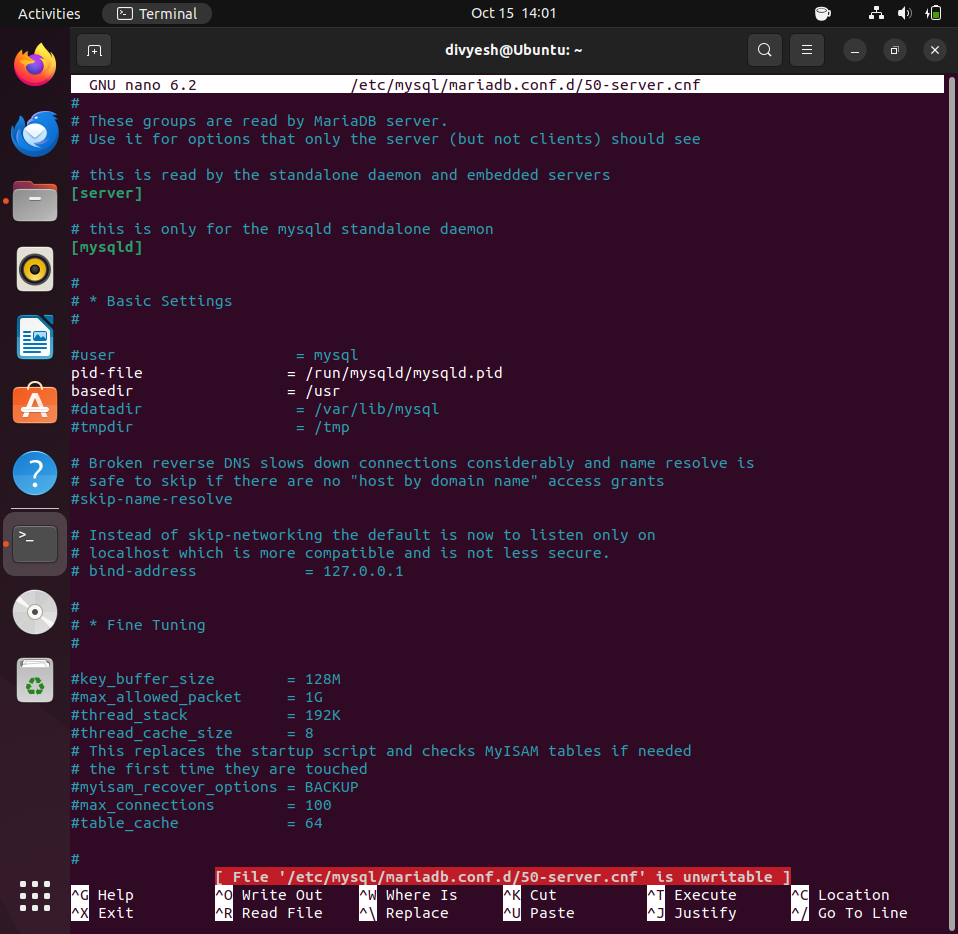 Activities Terminal Oct 15 14:01
divyesh@Ubuntu: ~
GNU nano 6.2 /etc/mysql/mariadb.conf.d/50-server.cnf
#
# These groups are read by MariaDB server.
# Use it for options that only the server (but not clients) should see
# this is read by the standalone daemon and embedded servers
[server]
# this is only for the mysqld standalone daemon
[mysqld]
#
# * Basic Settings
#
#user = mysql
pid-file = /run/mysqld/mysqld.pid
basedir = /usr
#datadir = /var/lib/mysql
#tmpdir = /tmp
# Broken reverse DNS slows down connections considerably and name resolve is
# safe to skip if there are no "host by domain name" access grants
#skip-name-resolve
# Instead of skip-networking the default is now to listen only on
# localhost which is more compatible and is not less secure.
# bind-address = 127.0.0.1
#
# * Fine Tuning
#
#key_buffer_size = 128M
#max_allowed_packet = 1G
#thread_stack = 192K
#thread_cache_size = 8
# This replaces the startup script and checks MyISAM tables if needed
# the first time they are touched
#myisam_recover_options = BACKUP
#max_connections = 100
#table_cache = 64
#
[ File '/etc/mysql/mariadb.conf.d/50-server.cnf' is unwritable ]
^G Help ^O Write Out ^W Where Is ^K Cut ^T Execute ^C Location
^X Exit ^R Read File ^\ Replace ^U Paste ^J Justify ^/ Go To Line